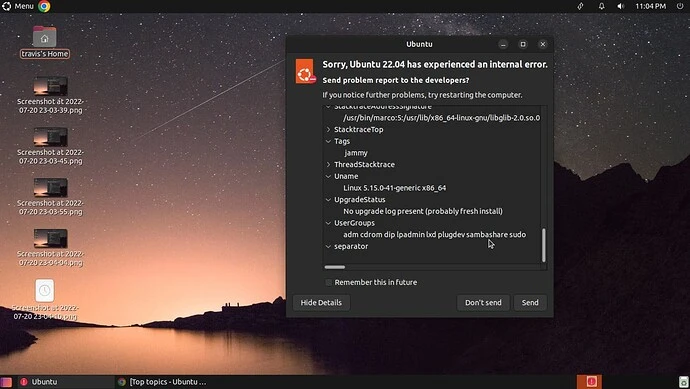 Menu
11:04 PM
travis's Home
Screenshot at 2022-
07-20 23-03-39.png
Screenshot at 2022-
07-20 23-03-45.png
Screenshot at 2022-
07-20 23-03-55.png
Screenshot at 2022-
07-20 23-04-04.png
Screenshot at 2022-
07-20 23-04-10.png
Ubuntu
Sorry, Ubuntu 22.04 has experienced an internal error.
Send problem report to the developers?
If you notice further problems, try restarting the computer.
StacktraceAddressSignature
/usr/bin/marco:5:/usr/lib/x86_64-linux-gnu/libglib-2.0.so.0
StacktraceTop
Tags
jammy
ThreadStacktrace
Uname
Linux 5.15.0-41-generic x86_64
UpgradeStatus
No upgrade log present (probably fresh install)
UserGroups
adm cdrom dip lpadmin lxd plugdev sambashare sudo
separator
Remember this in future
Hide Details
Don't send
Send
Ubuntu
[Top topics - Ubuntu ...